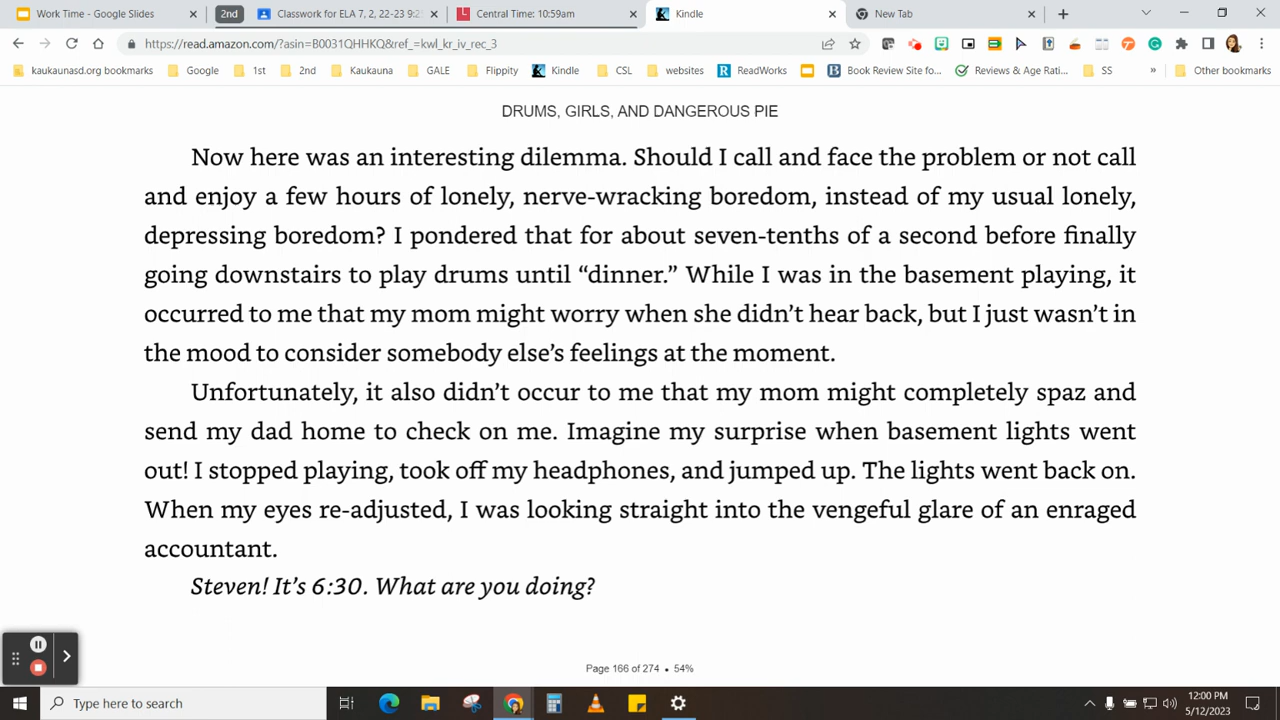 Work Time - Google Slides
2nd
Classwork for ELA 7, 2, 22-23 9:2
Central Time: 10:59am
Kindle
New Tab
https://read.amazon.com/?asin=B0031QHHKQ&ref_=kwl_kr_iv_rec_3
kaukaunasd.org bookmarks
Google
1st
2nd
Kaukauna
GALE
Flippity
Kindle
CSL
websites
ReadWorks
Book Review Site fo...
Reviews & Age Rati...
SS
Other bookmarks
DRUMS, GIRLS, AND DANGEROUS PIE
Now here was an interesting dilemma. Should I call and face the problem or not call
and enjoy a few hours of lonely, nerve-wracking boredom, instead of my usual lonely,
depressing boredom? I pondered that for about seven-tenths of a second before finally
going downstairs to play drums until “dinner.” While I was in the basement playing, it
occurred to me that my mom might worry when she didn’t hear back, but I just wasn’t in
the mood to consider somebody else’s feelings at the moment.
Unfortunately, it also didn’t occur to me that my mom might completely spaz and
send my dad home to check on me. Imagine my surprise when basement lights went
out! I stopped playing, took off my headphones, and jumped up. The lights went back on.
When my eyes re-adjusted, I was looking straight into the vengeful glare of an enraged
accountant.
Steven! It’s 6:30. What are you doing?
Page 166 of 274 • 54%
Type here to search
12:00 PM
5/12/2023